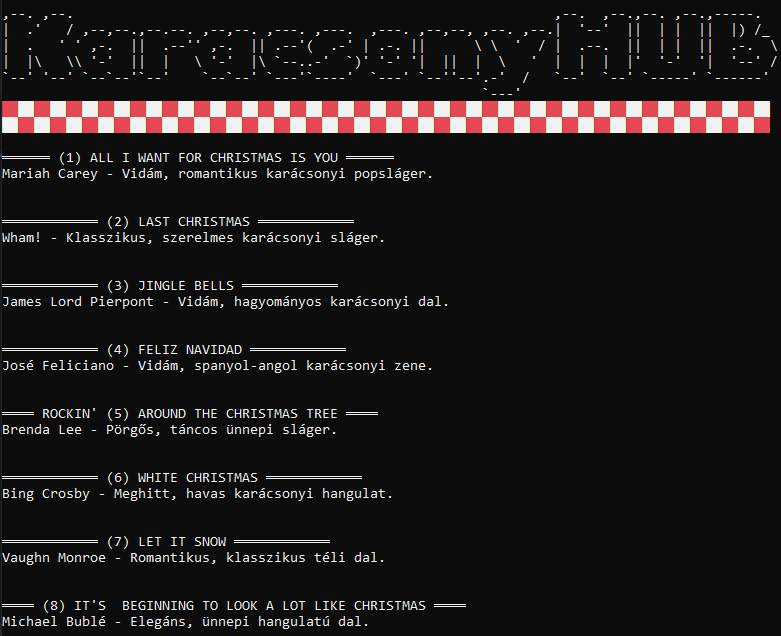 Karacsony HUB
══════ (1) ALL I WANT FOR CHRISTMAS IS YOU ══════
Mariah Carey - Vidám, romantikus karácsonyi popsláger.
════════════ (2) LAST CHRISTMAS ════════════
Wham! - Klasszikus, szerelmes karácsonyi sláger.
════════════ (3) JINGLE BELLS ════════════
James Lord Pierpont - Vidám, hagyományos karácsonyi dal.
════════════ (4) FELIZ NAVIDAD ════════════
José Feliciano - Vidám, spanyol-angol karácsonyi zene.
════ ROCKIN' (5) AROUND THE CHRISTMAS TREE ════
Brenda Lee - Pörgős, táncos ünnepi sláger.
════════════ (6) WHITE CHRISTMAS ════════════
Bing Crosby - Meghitt, havas karácsonyi hangulat.
════════════ (7) LET IT SNOW ════════════
Vaughn Monroe - Romantikus, klasszikus téli dal.
════ (8) IT'S  BEGINNING TO LOOK A LOT LIKE CHRISTMAS ════
Michael Bublé - Elegáns, ünnepi hangulatú dal.